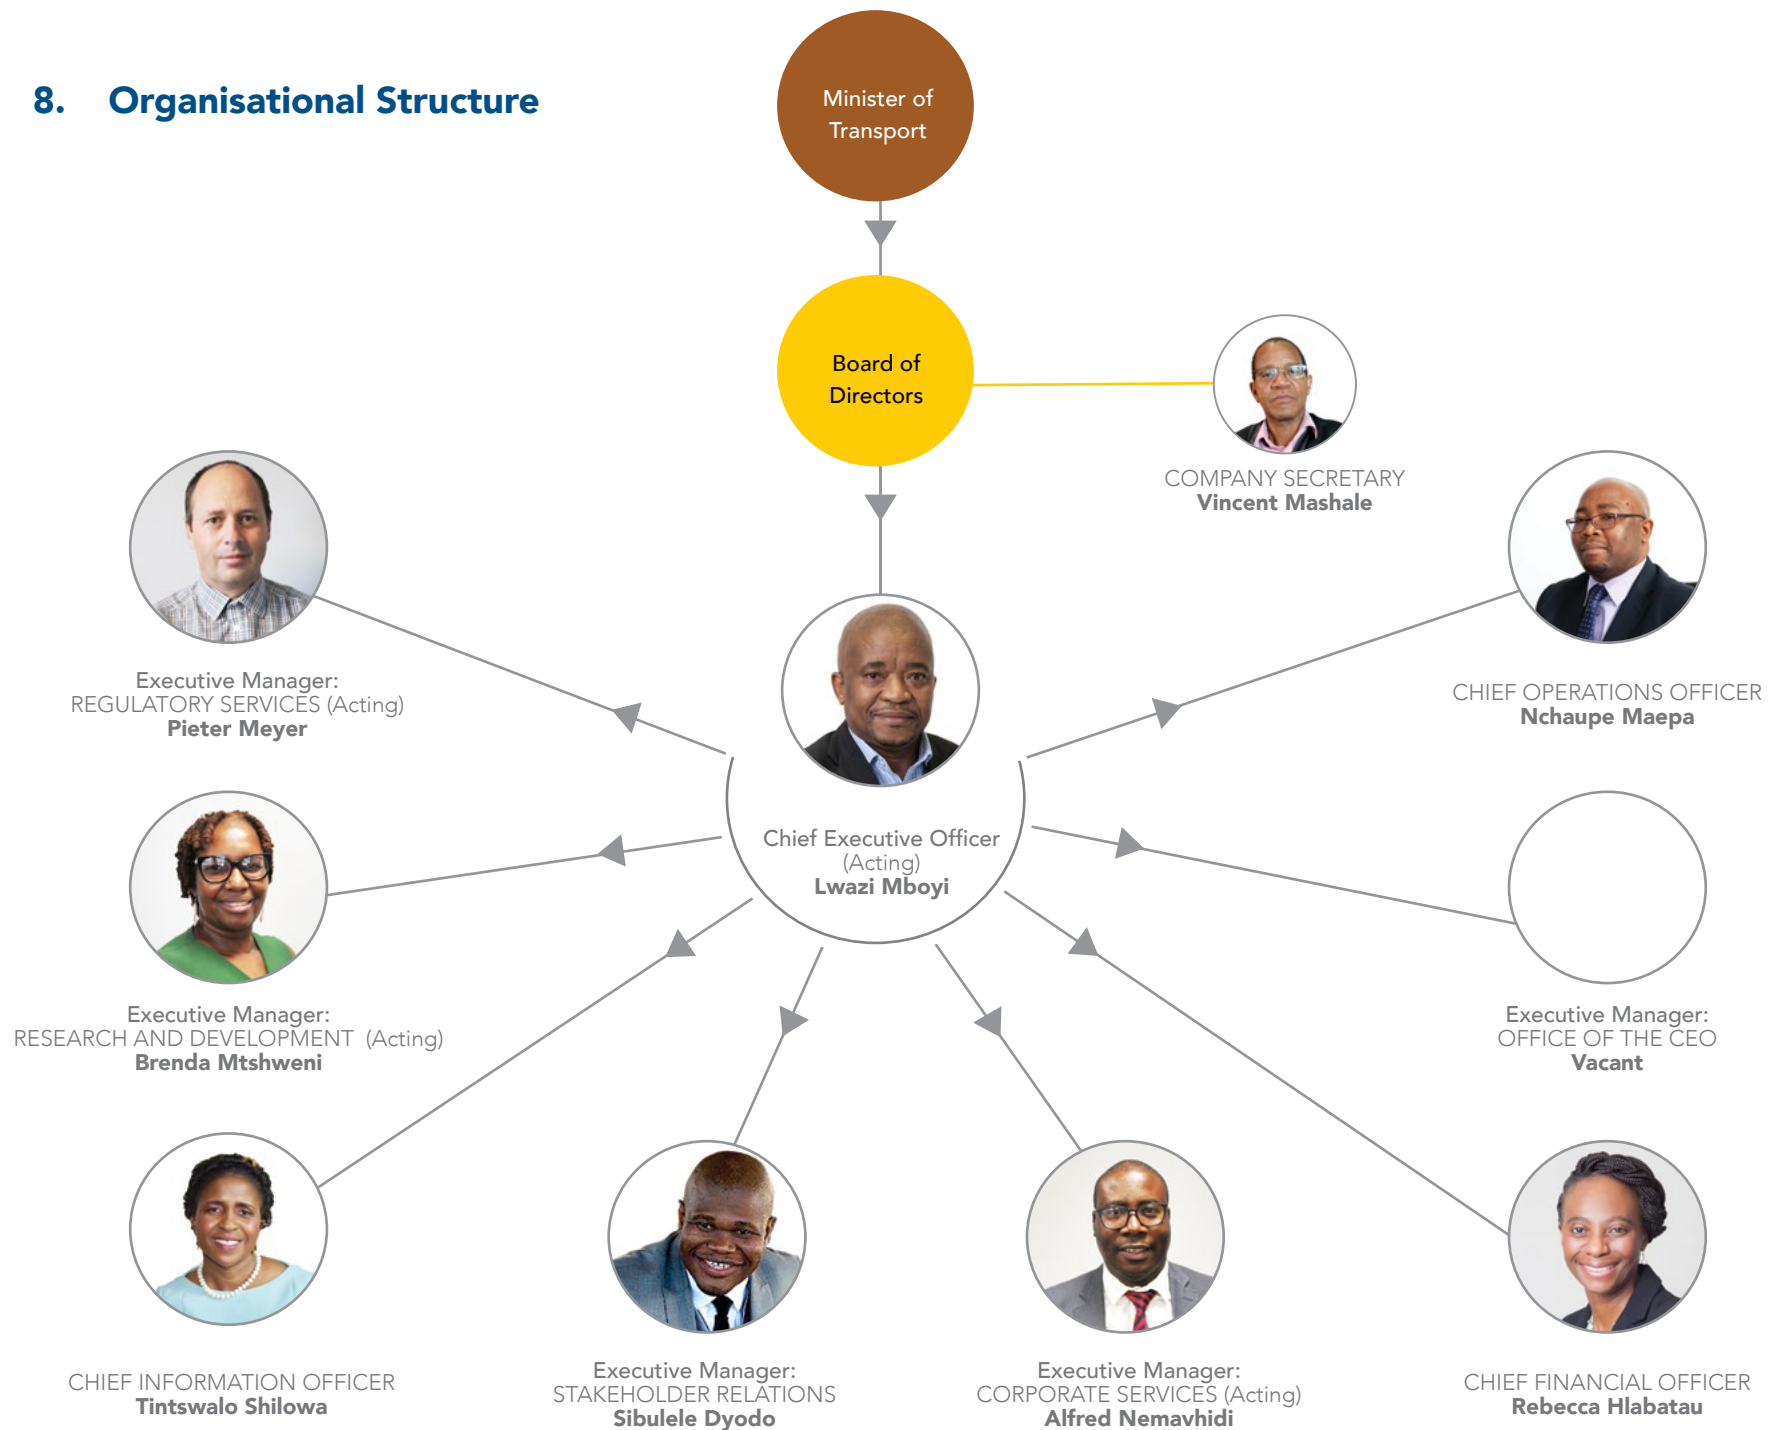 8. Organisational Structure
Minister of
Transport
Board of
Directors
COMPANY SECRETARY
Vincent Mashale
Executive Manager:
REGULATORY SERVICES (Acting)
Pieter Meyer
CHIEF OPERATIONS OFFICER
Nchaupe Maepa
Chief Executive Officer
(Acting)
Lwazi Mboyi
Executive Manager:
RESEARCH AND DEVELOPMENT (Acting)
Brenda Mtshweni
Executive Manager:
OFFICE OF THE CEO
Vacant
CHIEF INFORMATION OFFICER
Tintswalo Shilowa
Executive Manager:
STAKEHOLDER RELATIONS
Sibulele Dyodo
Executive Manager:
CORPORATE SERVICES (Acting)
Alfred Nemavhidi
CHIEF FINANCIAL OFFICER
Rebecca Hlabatau